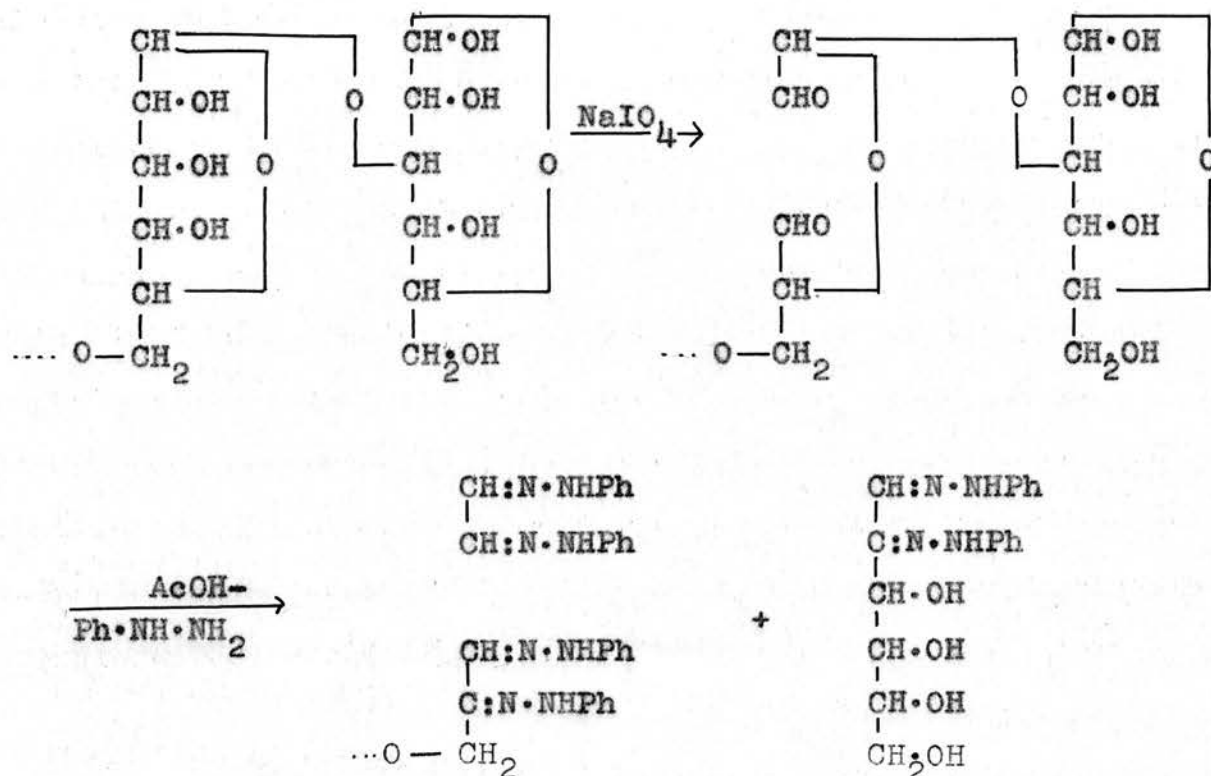 CH CH·OH CH CH·OH
CH·OH O CH·OH NaIO4 CHO O CH·OH
CH·OH O CH O O CH O
CH·OH CH·OH CHO CH·OH
CH CH CH CH
.... O—CH2 CH2·OH ... O—CH2 CH2OH
CH:N·NHPh CH:N·NHPh
CH:N·NHPh C:N·NHPh
AcOH- CH·OH
Ph·NH·NH2 + 
CH:N·NHPh CH·OH
C:N·NHPh CH·OH
...O—CH2 CH2OH